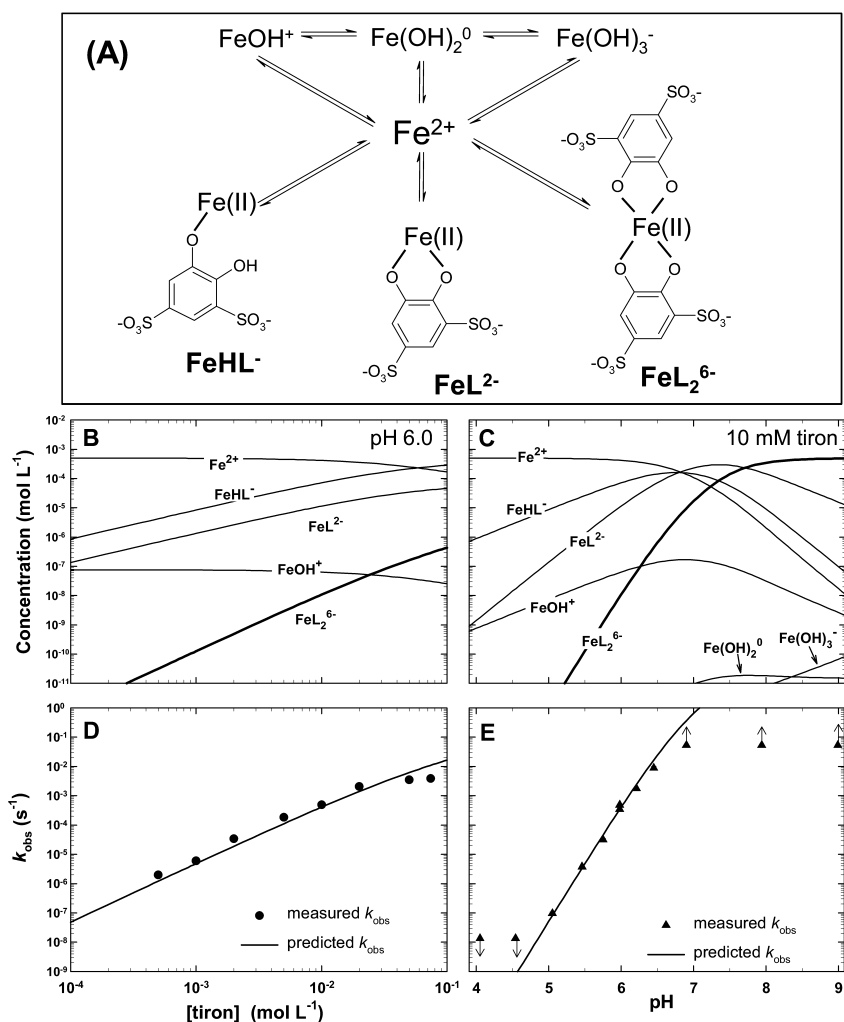 (A)
FeOH⁺ Fe(OH)₂⁰ Fe(OH)₃⁻
Fe²⁺
SO₃⁻
⁻O₃S
O O
Fe(II) Fe(II) Fe(II)
O O O O O
OH
SO₃⁻ SO₃⁻ SO₃⁻
⁻O₃S ⁻O₃S ⁻O₃S
FeHL⁻ FeL²⁻ FeL₂⁶⁻
Concentration (mol L⁻¹)
10⁻²
10⁻³
10⁻⁴
10⁻⁵
10⁻⁶
10⁻⁷
10⁻⁸
10⁻⁹
10⁻¹⁰
10⁻¹¹
B pH 6.0
Fe²⁺
FeHL⁻
FeL²⁻
FeOH⁺
FeL₂⁶⁻
C 10 mM tiron
Fe²⁺
FeHL⁻
FeL²⁻
FeOH⁺
FeL₂⁶⁻
Fe(OH)₂⁰
Fe(OH)₃⁻
kobs (s⁻¹)
10⁰
10⁻¹
10⁻²
10⁻³
10⁻⁴
10⁻⁵
10⁻⁶
10⁻⁷
10⁻⁸
10⁻⁹
D
measured kobs
predicted kobs
10⁻⁴ 10⁻³ 10⁻² 10⁻¹
[tiron] (mol L⁻¹)
E
measured kobs
predicted kobs
4 5 6 7 8 9
pH